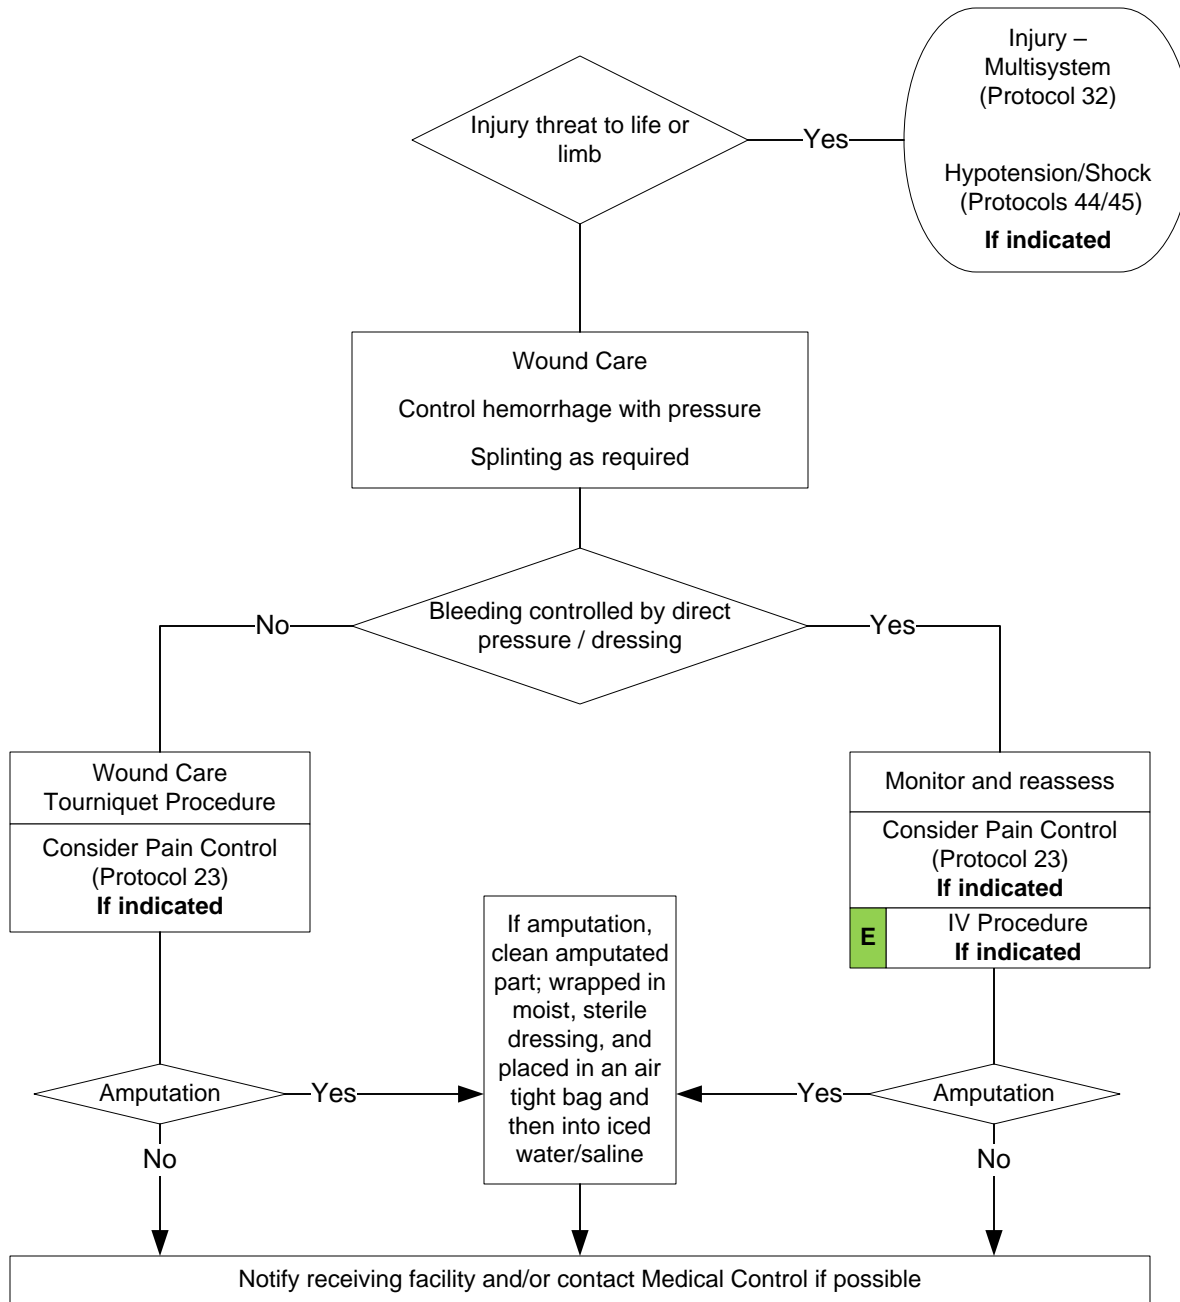 Injury –
Multisystem
(Protocol 32)
Hypotension/Shock
(Protocols 44/45)
If indicated
Injury threat to life or
limb
Yes
Wound Care
Control hemorrhage with pressure
Splinting as required
Bleeding controlled by direct
pressure / dressing
No
Yes
Wound Care
Tourniquet Procedure
Consider Pain Control
(Protocol 23)
If indicated
Monitor and reassess
Consider Pain Control
(Protocol 23)
If indicated
E
IV Procedure
If indicated
If amputation,
clean amputated
part; wrapped in
moist, sterile
dressing, and
placed in an air
tight bag and
then into iced
water/saline
Amputation
Yes
No
Yes
Amputation
No
Notify receiving facility and/or contact Medical Control if possible